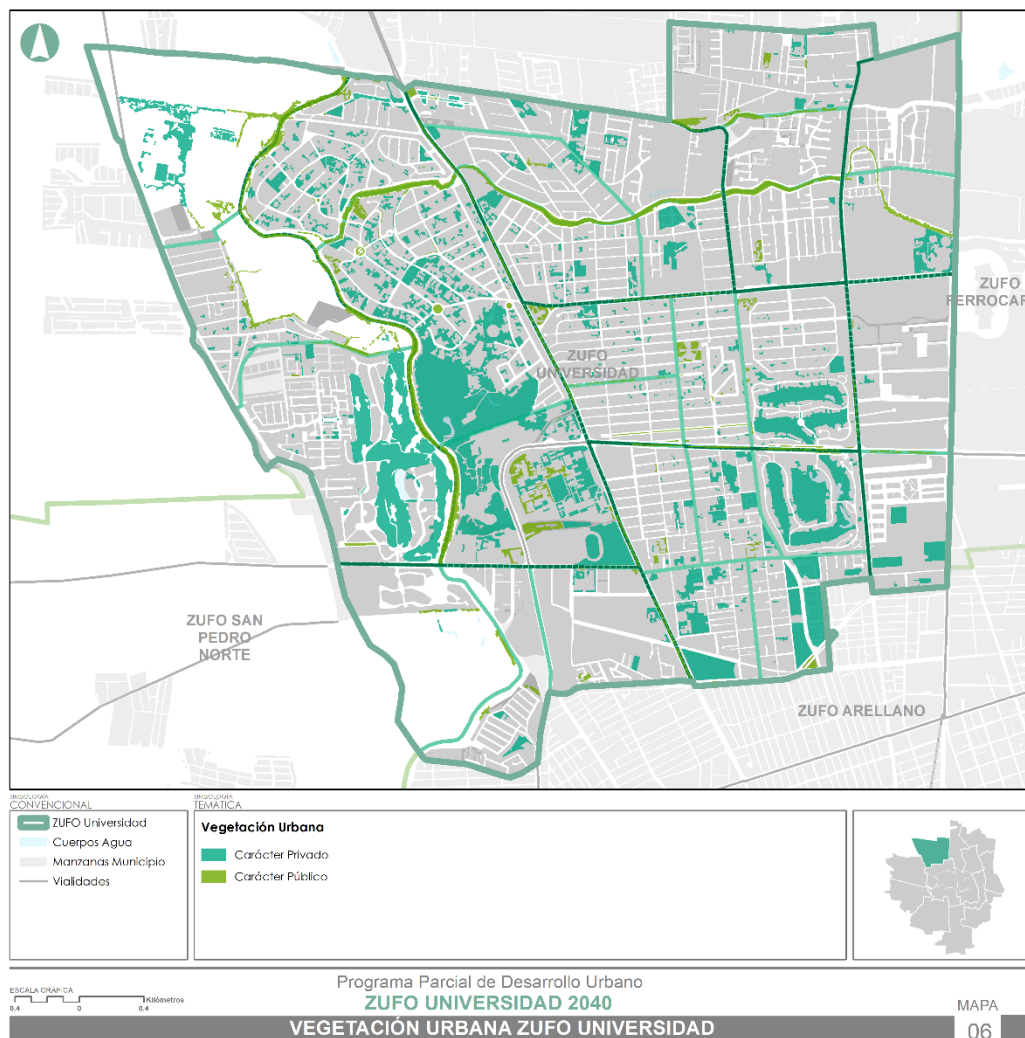 ZUFO
FERROCAR
ZUFO
UNIVERSIDAD
ZUFO SAN
PEDRO
NORTE
ZUFO ARELLANO
SIMBOLOGÍA
CONVENCIONAL
ZUFO Universidad
Cuerpos Agua
Manzanas Municipio
Vialidades
SIMBOLOGÍA
TEMÁTICA
Vegetación Urbana
Carácter Privado
Carácter Público
ESCALA GRÁFICA
Kilómetros
0.4 0 0.4
Programa Parcial de Desarrollo Urbano
ZUFO UNIVERSIDAD 2040
VEGETACIÓN URBANA ZUFO UNIVERSIDAD
MAPA
06